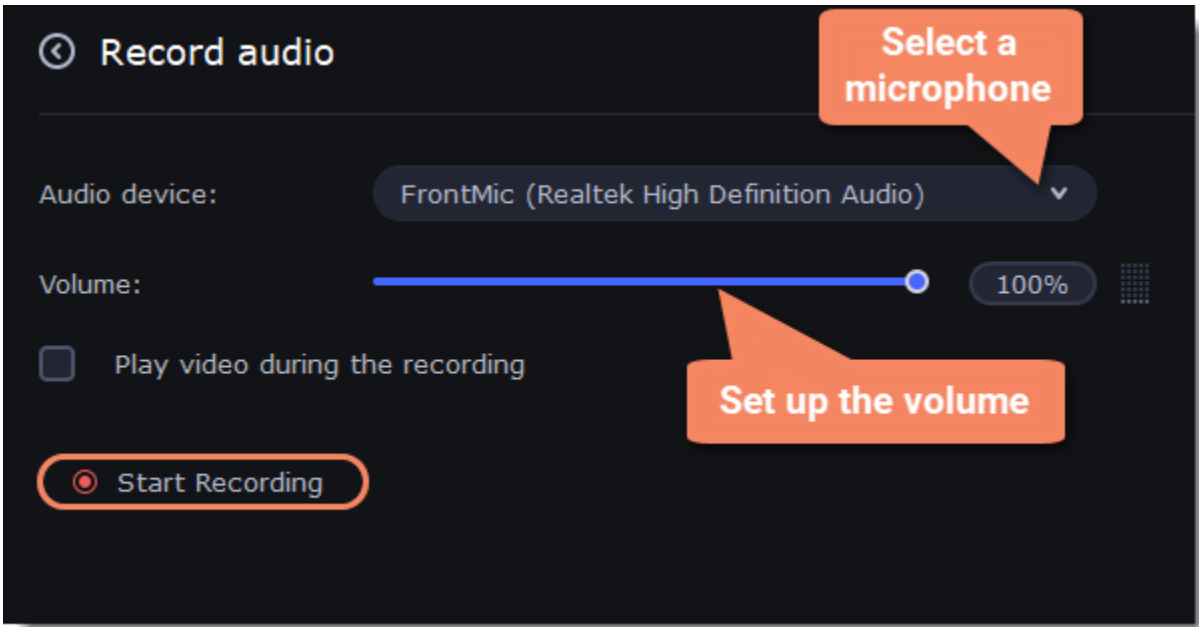 Record audio
Select a
microphone
Audio device:
FrontMic (Realtek High Definition Audio)
Volume:
100%
Play video during the recording
Set up the volume
Start Recording